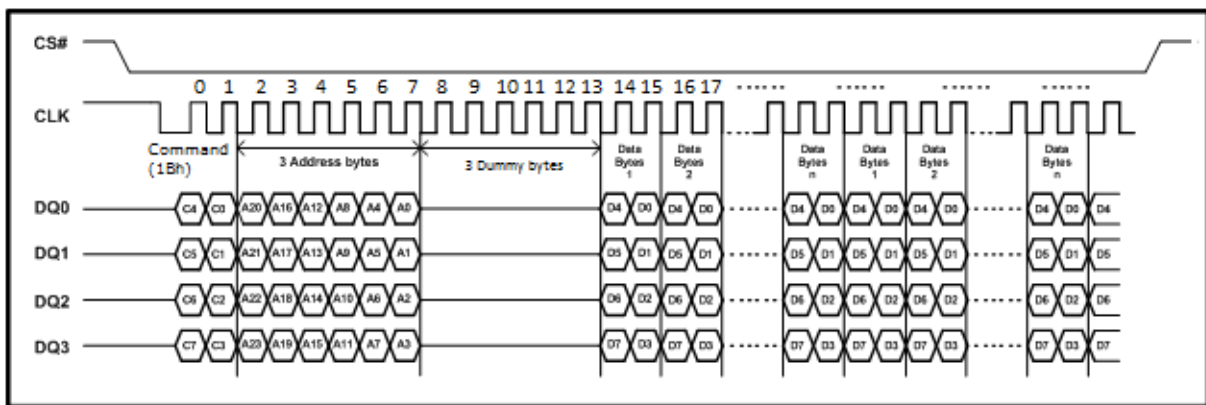 CS#
0 1 2 3 4 5 6 7 8 9 10 11 12 13 14 15 16 17
CLK
Command
(1Bh)
3 Address bytes
3 Dummy bytes
Data
Bytes
1
Data
Bytes
2
Data
Bytes
n
Data
Bytes
1
Data
Bytes
2
Data
Bytes
n
DQ0 C4 C0 A20 A16 A12 A8 A4 A0 D4 D0 D4 D0 D4 D0 D4 D0 D4 D0 D4 D0 D4
DQ1 C5 C1 A21 A17 A13 A9 A5 A1 D5 D1 D5 D1 D5 D1 D5 D1 D5 D1 D5 D1 D5
DQ2 C6 C2 A22 A18 A14 A10 A6 A2 D6 D2 D6 D2 D6 D2 D6 D2 D6 D2 D6 D2 D6
DQ3 C7 C3 A23 A19 A15 A11 A7 A3 D7 D3 D7 D3 D7 D3 D7 D3 D7 D3 D7 D3 D7